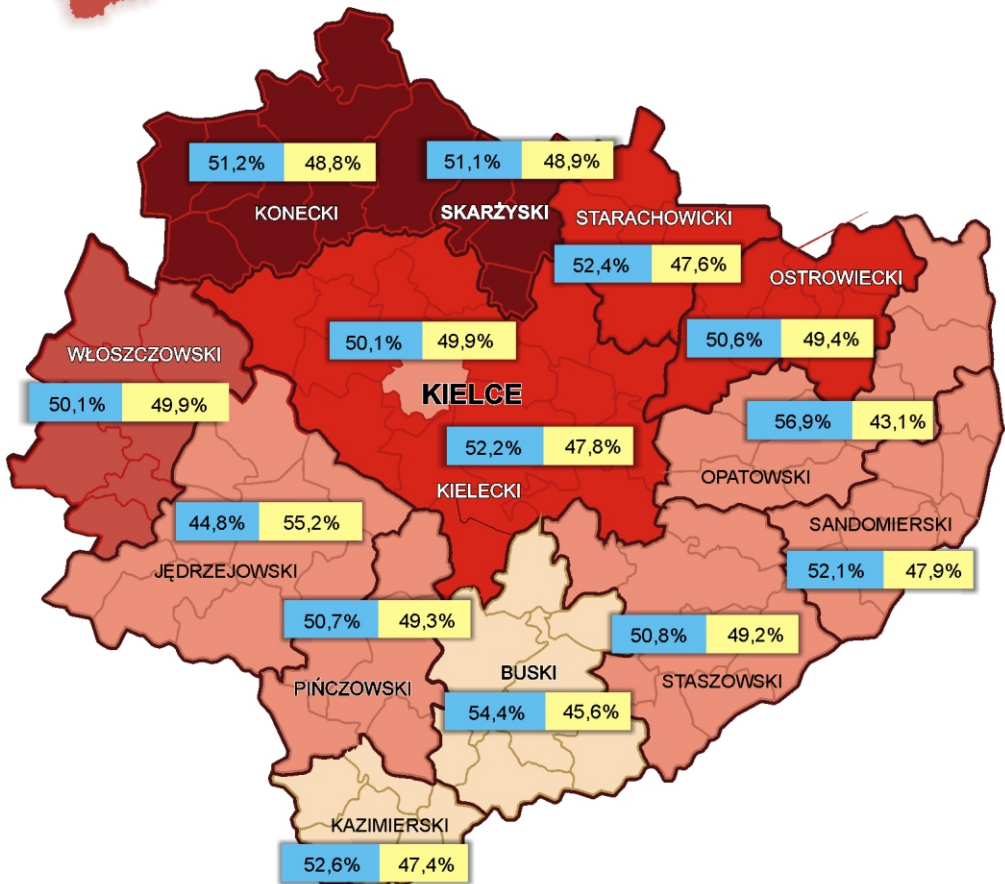 51,2% 48,8%
KONECKI
51,1% 48,9%
SKARŻYSKI
STARACHOWICKI
52,4% 47,6%
OSTROWIECKI
50,6% 49,4%
50,1% 49,9%
KIELCE
WŁOSZCZOWSKI
50,1% 49,9%
52,2% 47,8%
KIELECKI
56,9% 43,1%
OPATOWSKI
44,8% 55,2%
JĘDRZEJOWSKI
SANDOMIERSKI
52,1% 47,9%
50,7% 49,3%
PIŃCZOWSKI
BUSKI
54,4% 45,6%
50,8% 49,2%
STASZOWSKI
KAZIMIERSKI
52,6% 47,4%